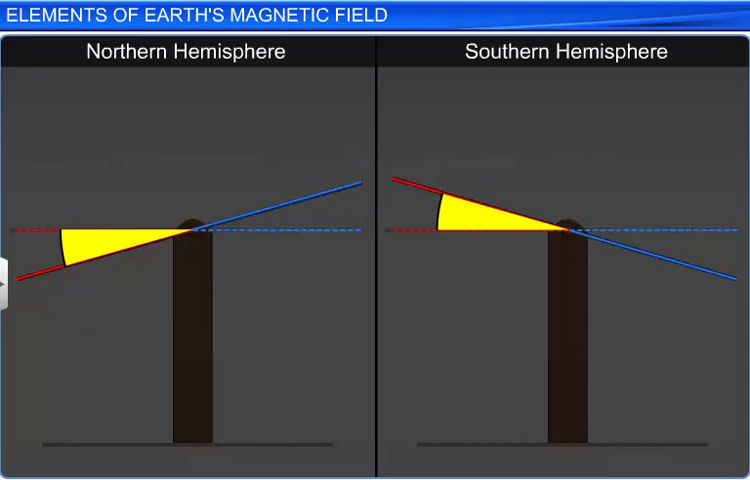 ELEMENTS OF EARTH'S MAGNETIC FIELD
Northern Hemisphere
Southern Hemisphere